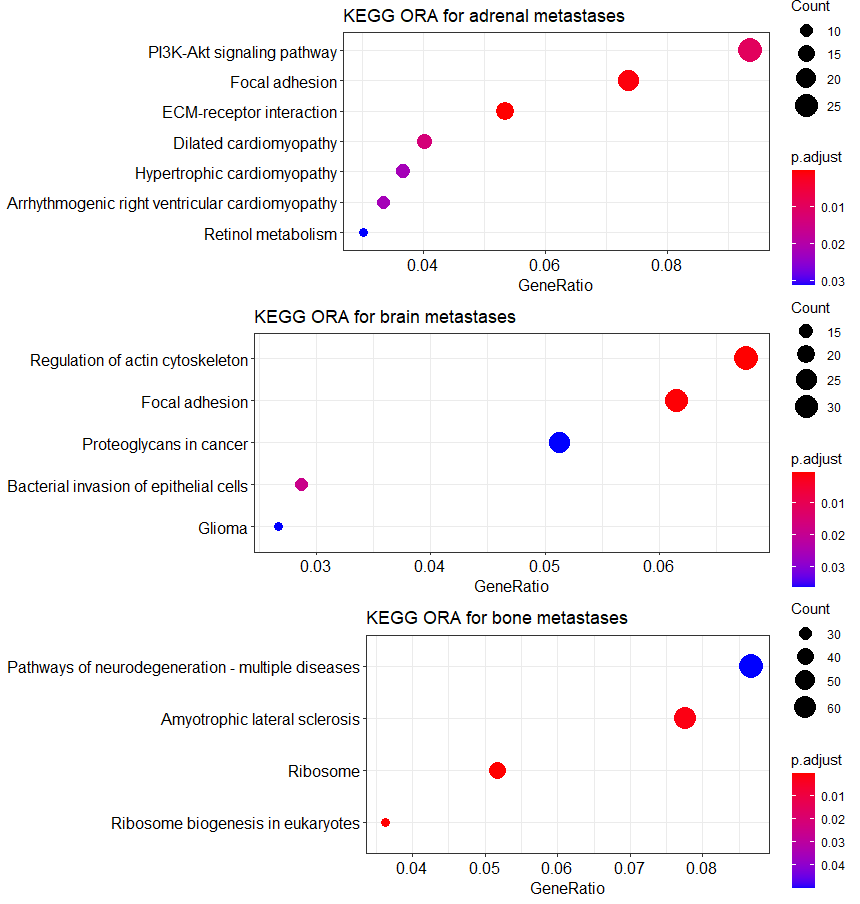 KEGG ORA for adrenal metastases
PI3K-Akt signaling pathway
Focal adhesion
ECM-receptor interaction
Dilated cardiomyopathy
Hypertrophic cardiomyopathy
Arrhythmogenic right ventricular cardiomyopathy
Retinol metabolism
0.04 0.06 0.08
GeneRatio
Count
10
15
20
25
p.adjust
0.01
0.02
0.03
KEGG ORA for brain metastases
Regulation of actin cytoskeleton
Focal adhesion
Proteoglycans in cancer
Bacterial invasion of epithelial cells
Glioma
0.03 0.04 0.05 0.06
GeneRatio
Count
15
20
25
30
p.adjust
0.01
0.02
0.03
KEGG ORA for bone metastases
Pathways of neurodegeneration - multiple diseases
Amyotrophic lateral sclerosis
Ribosome
Ribosome biogenesis in eukaryotes
0.04 0.05 0.06 0.07 0.08
GeneRatio
Count
30
40
50
60
p.adjust
0.01
0.02
0.03
0.04